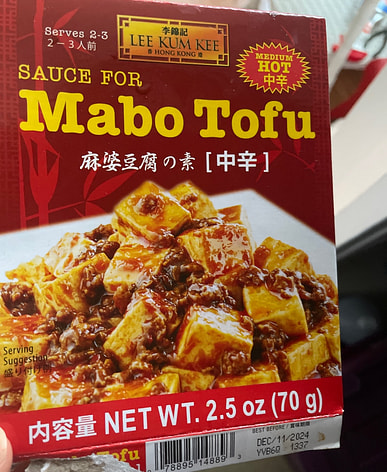 Serves 2-3
2－3人前
李錦記
LEE KUM KEE
HONG KONG
MEDIUM
HOT
中辛
SAUCE FOR
Mabo Tofu
麻婆豆腐の素 [中辛]
Serving
Suggestion
盛り付け例
内容量 NET WT. 2.5 oz (70 g)
BEST BEFORE / 賞味期限
DEC/11/2024
YVB6Q 1337
Tofu
78895 14889 3